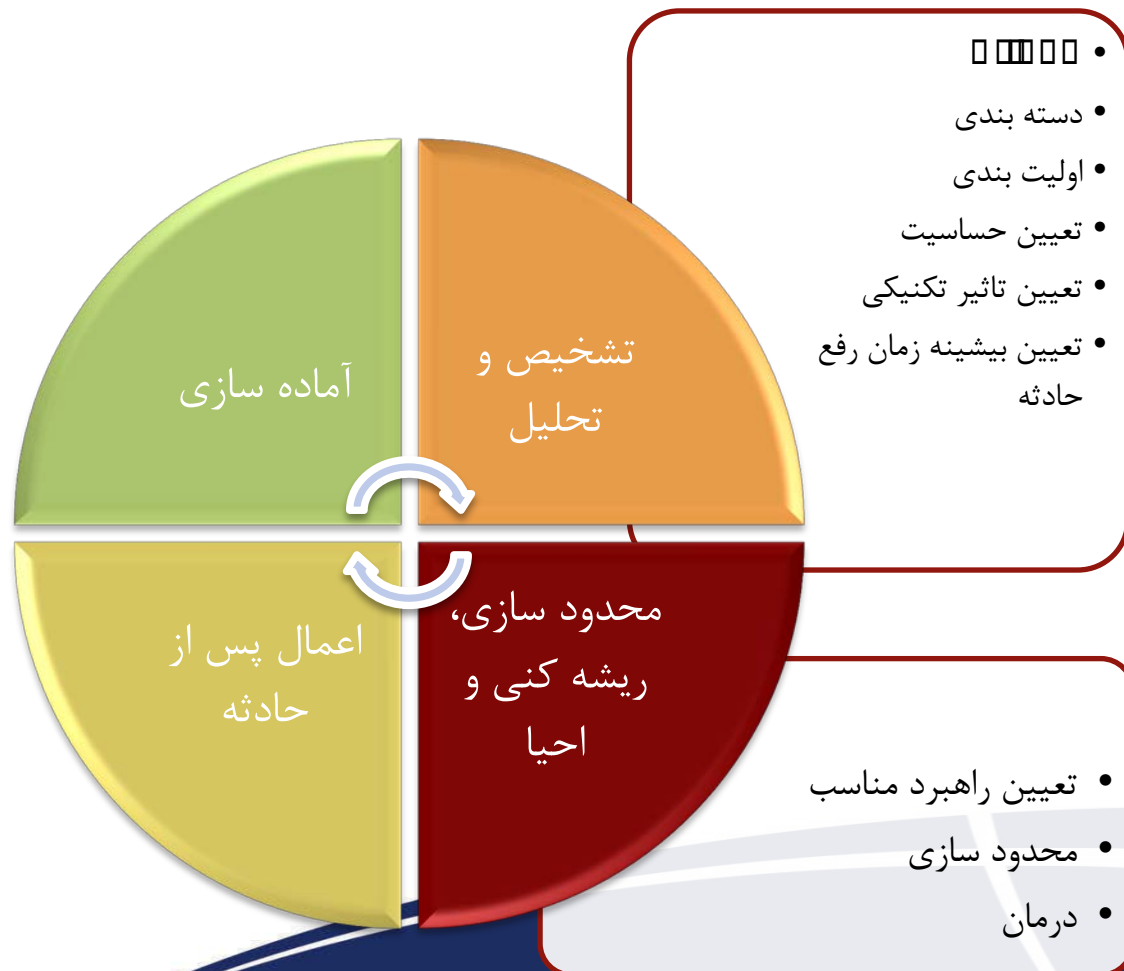 • دسته بندی
• اولیت بندی
• تعیین حساسیت
• تعیین تاثیر تکنیکی
• تعیین بیشینه زمان رفع
حادثه
تشخیص و
تحلیل
آماده سازی
محدود سازی،
ریشه کنی و
احیا
اعمال پس از
حادثه
• تعیین راهبرد مناسب
• محدود سازی
• درمان